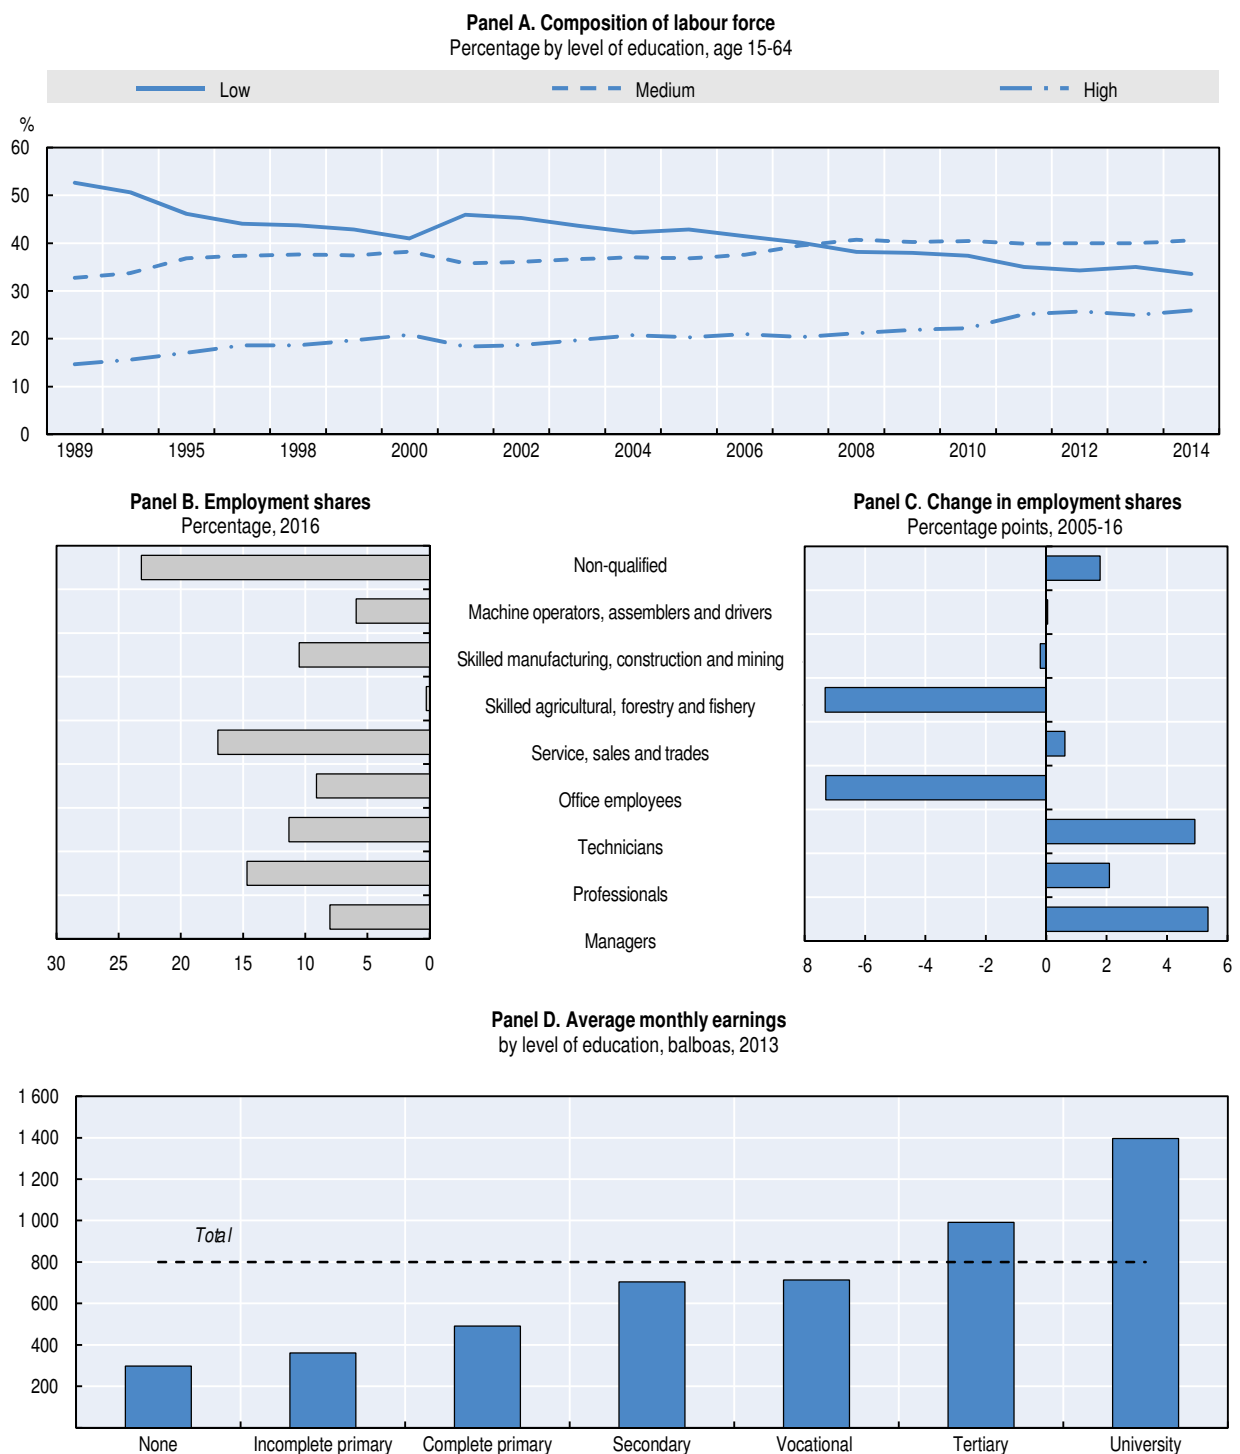 Panel A. Composition of labour force
Percentage by level of education, age 15-64
Low Medium High
%
60
50
40
30
20
10
0
1989 1995 1998 2000 2002 2004 2006 2008 2010 2012 2014
Panel B. Employment shares
Percentage, 2016
Panel C. Change in employment shares
Percentage points, 2005-16
Non-qualified
Machine operators, assemblers and drivers
Skilled manufacturing, construction and mining
Skilled agricultural, forestry and fishery
Service, sales and trades
Office employees
Technicians
Professionals
Managers
30 25 20 15 10 5 0
8 -6 -4 -2 0 2 4 6
Panel D. Average monthly earnings
by level of education, balboas, 2013
1 600
1 400
1 200
1 000
800
600
400
200
Total
None Incomplete primary Complete primary Secondary Vocational Tertiary University